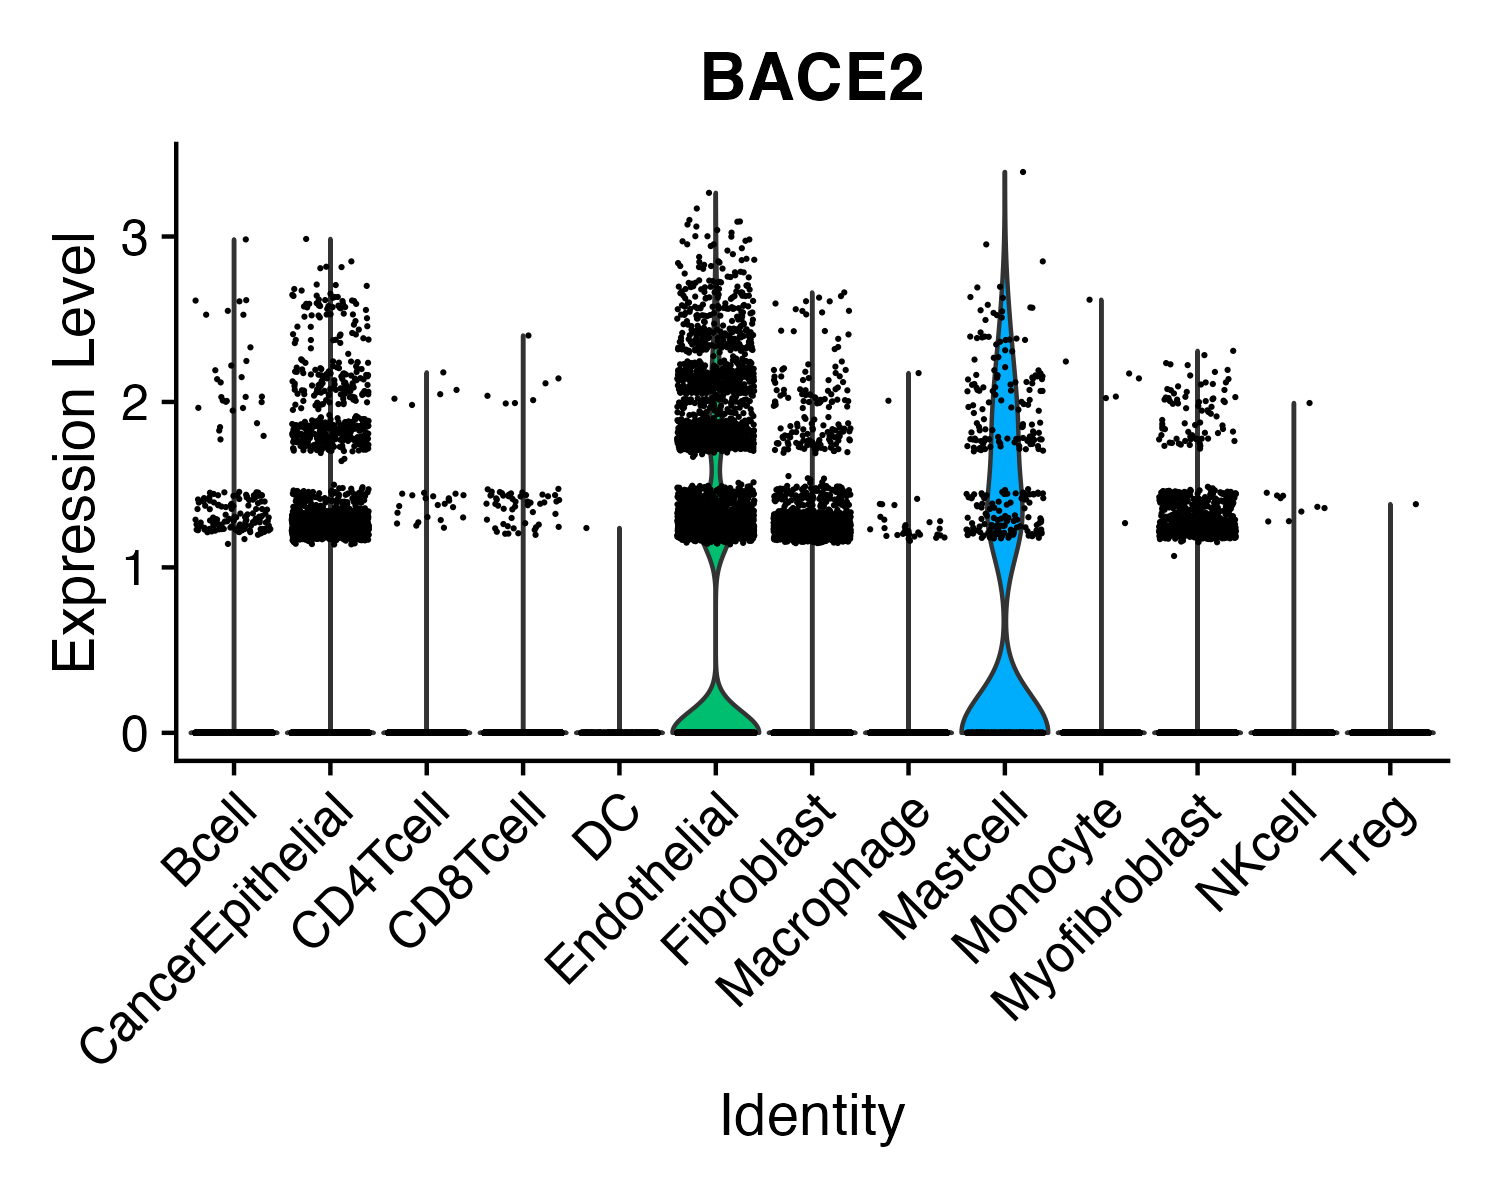 BACE2
Expression Level
3
2
1
0
Bcell
CancerEpithelial
CD4Tcell
CD8Tcell
DC
Endothelial
Fibroblast
Macrophage
Mastcell
Monocyte
Myofibroblast
NKcell
Treg
Identity